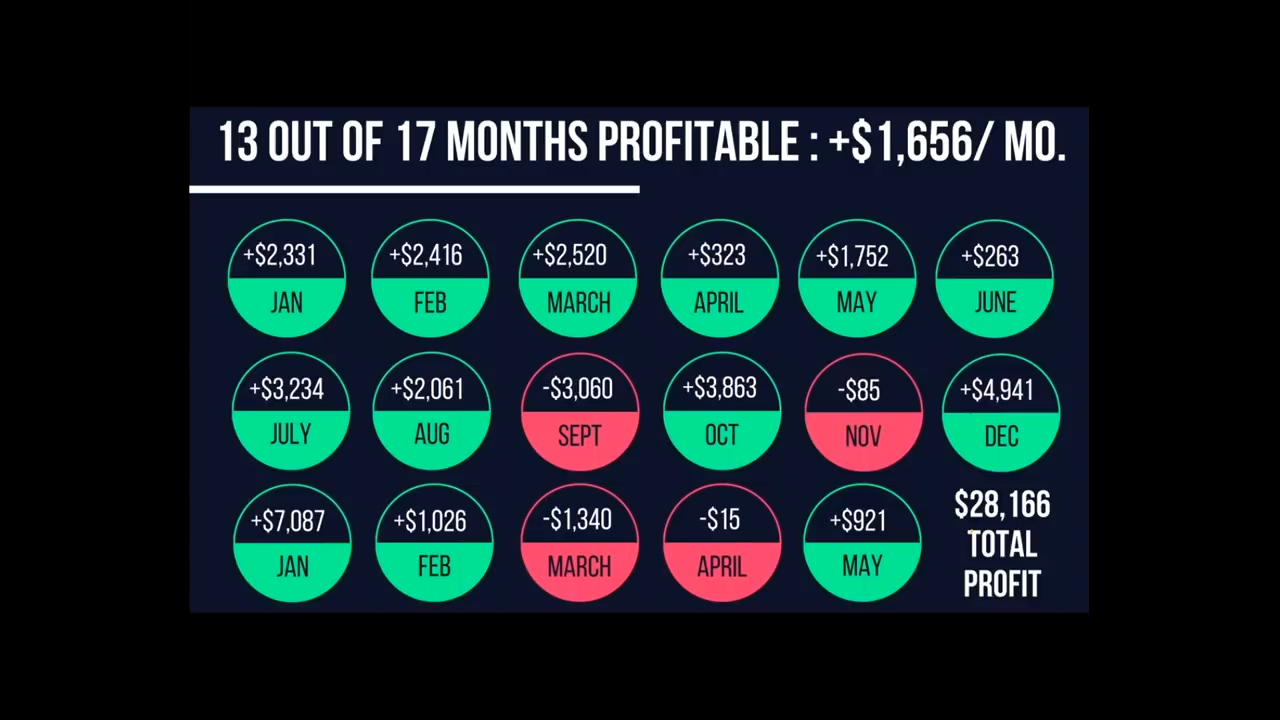 13 OUT OF 17 MONTHS PROFITABLE : +$1,656/ MO.
+$2,331
JAN
+$2,416
FEB
+$2,520
MARCH
+$323
APRIL
+$1,752
MAY
+$263
JUNE
+$3,234
JULY
+$2,061
AUG
-$3,060
SEPT
+$3,863
OCT
-$85
NOV
+$4,941
DEC
+$7,087
JAN
+$1,026
FEB
-$1,340
MARCH
-$15
APRIL
+$921
MAY
$28,166
TOTAL
PROFIT